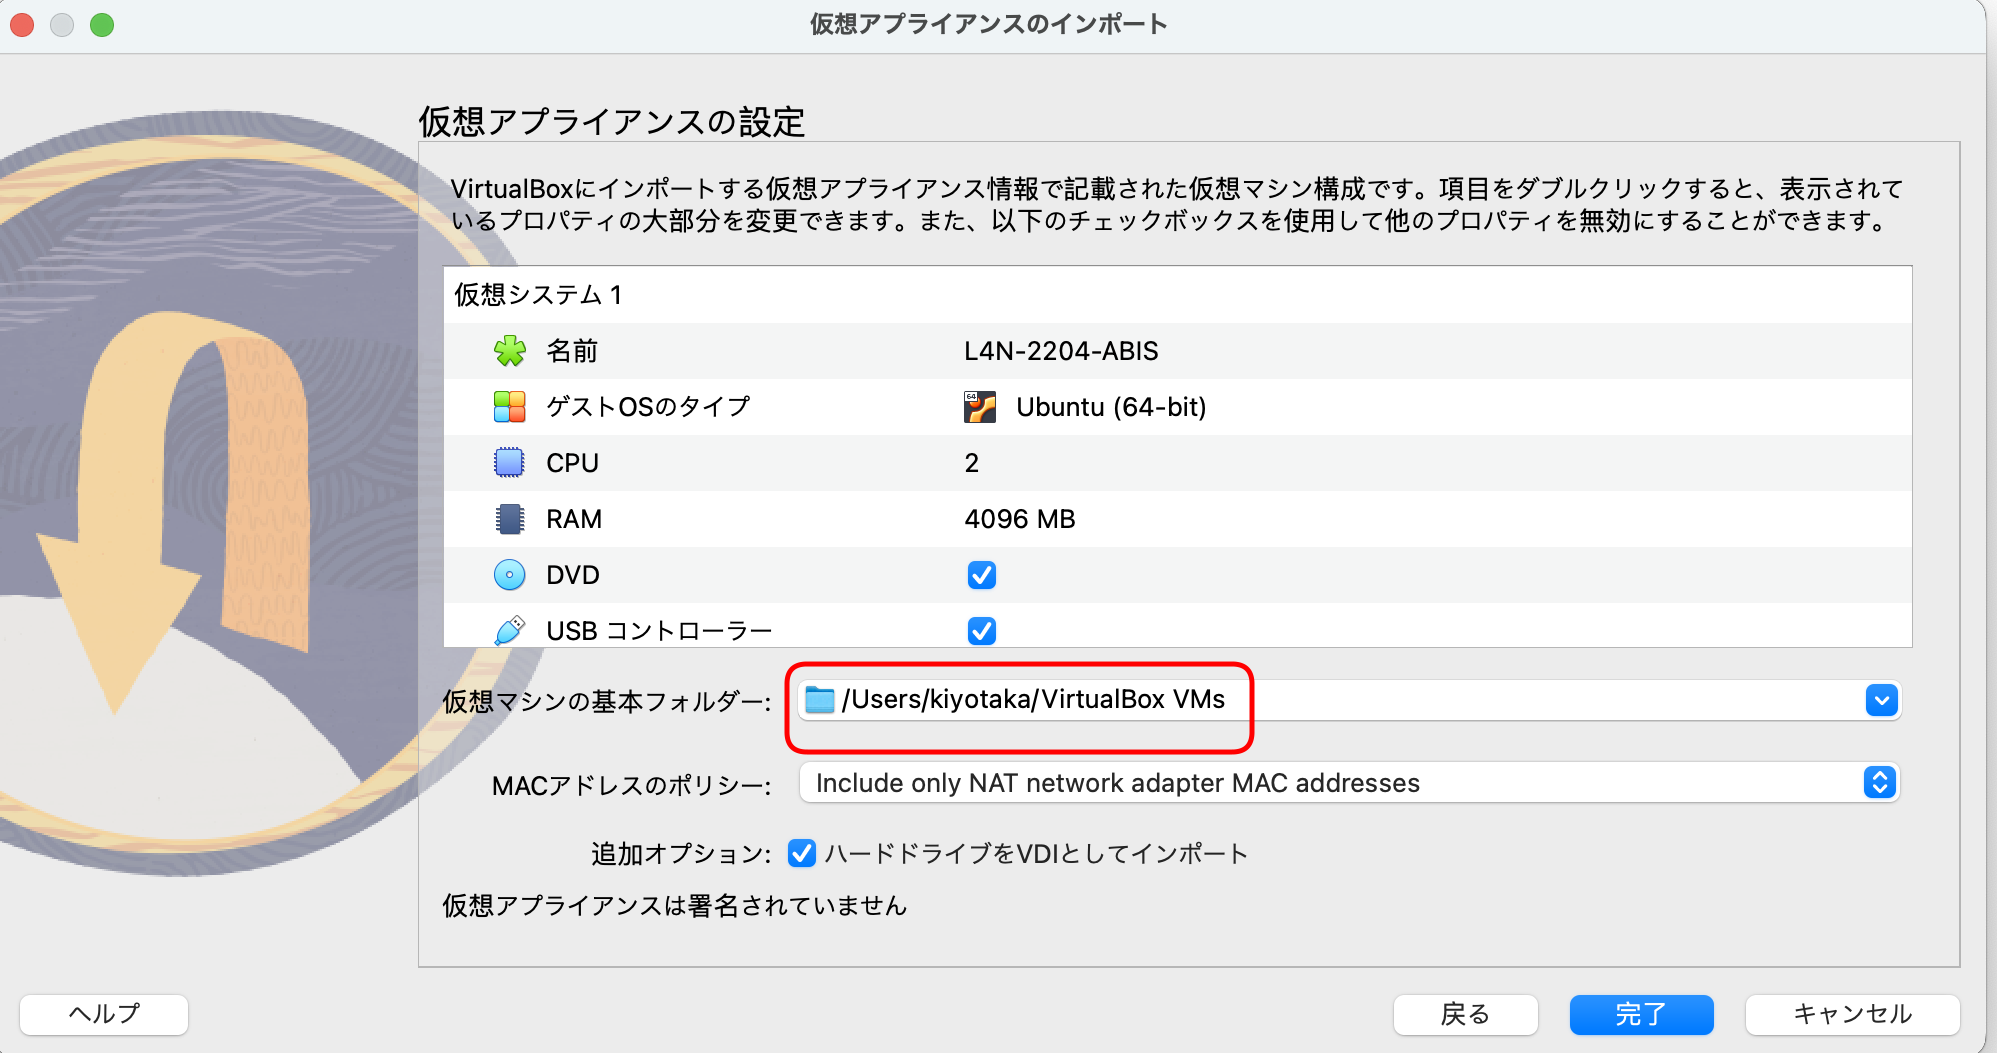 仮想アプライアンスのインポート
仮想アプライアンスの設定
VirtualBoxにインポートする仮想アプライアンス情報で記載された仮想マシン構成です。項目をダブルクリックすると、表示されて
いるプロパティの大部分を変更できます。また、以下のチェックボックスを使用して他のプロパティを無効にすることができます。
仮想システム 1
名前 L4N-2204-ABIS
ゲストOSのタイプ 64 Ubuntu (64-bit)
CPU 2
RAM 4096 MB
DVD
USB コントローラー
仮想マシンの基本フォルダー: /Users/kiyotaka/VirtualBox VMs
MACアドレスのポリシー: Include only NAT network adapter MAC addresses
追加オプション: ハードドライブをVDIとしてインポート
仮想アプライアンスは署名されていません
ヘルプ 戻る 完了 キャンセル